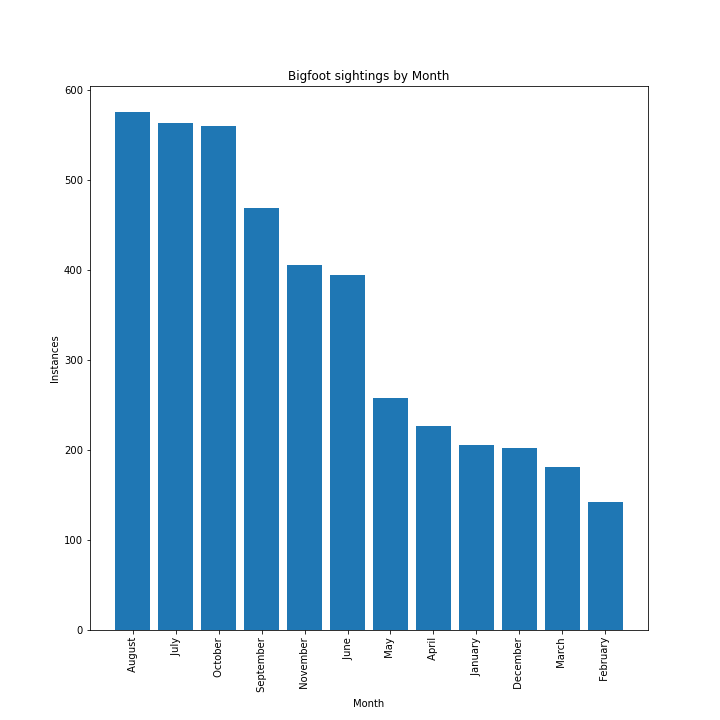 Bigfoot sightings by Month
600
500
400
300
200
100
0
Instances
August
July
October
September
November
June
May
April
January
December
March
February
Month